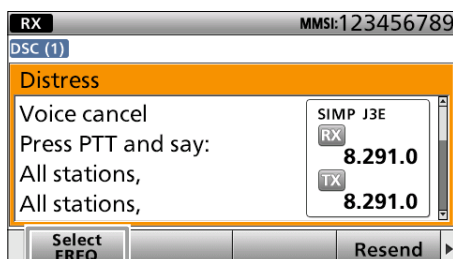 RX MMSI:123456789
DSC (1)
Distress
Voice cancel
Press PTT and say:
All stations,
All stations,
SIMP J3E
RX
8.291.0
TX
8.291.0
Select
FREQ
Resend